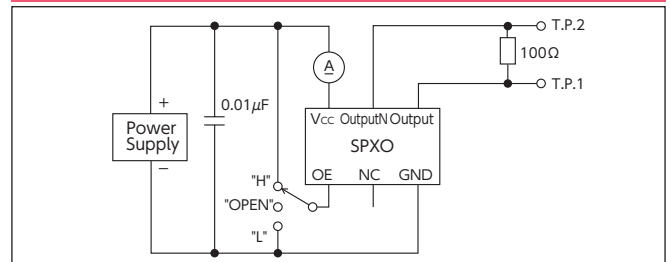 T.P.2
100Ω
T.P.1
A
0.01μF
+
Power
Supply
−
Vcc OutputN Output
SPXO
OE NC GND
"H"
"OPEN"
"L"